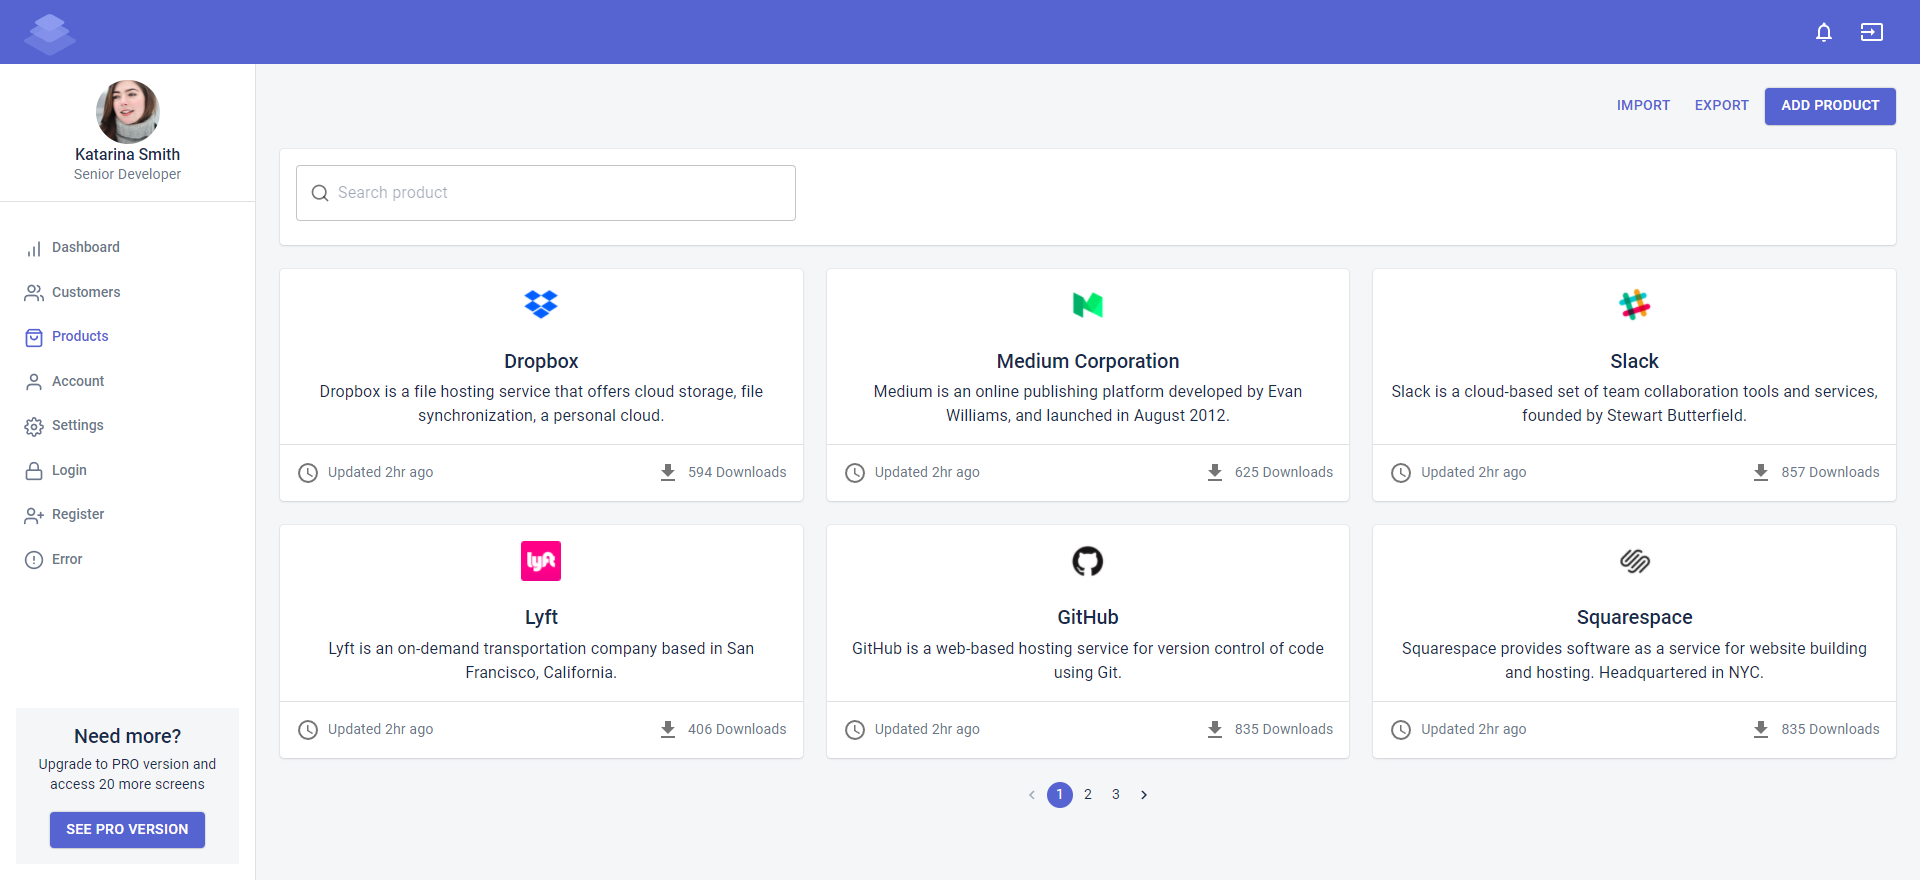 Katarina Smith
Senior Developer
Dashboard
Customers
Products
Account
Settings
Login
Register
Error
Need more?
Upgrade to PRO version and
access 20 more screens
SEE PRO VERSION
IMPORT EXPORT ADD PRODUCT
Search product
Dropbox
Dropbox is a file hosting service that offers cloud storage, file
synchronization, a personal cloud.
Updated 2hr ago 594 Downloads
Medium Corporation
Medium is an online publishing platform developed by Evan
Williams, and launched in August 2012.
Updated 2hr ago 625 Downloads
Slack
Slack is a cloud-based set of team collaboration tools and services,
founded by Stewart Butterfield.
Updated 2hr ago 857 Downloads
lyft
Lyft
Lyft is an on-demand transportation company based in San
Francisco, California.
Updated 2hr ago 406 Downloads
GitHub
GitHub is a web-based hosting service for version control of code
using Git.
Updated 2hr ago 835 Downloads
Squarespace
Squarespace provides software as a service for website building
and hosting. Headquartered in NYC.
Updated 2hr ago 835 Downloads
1 2 3